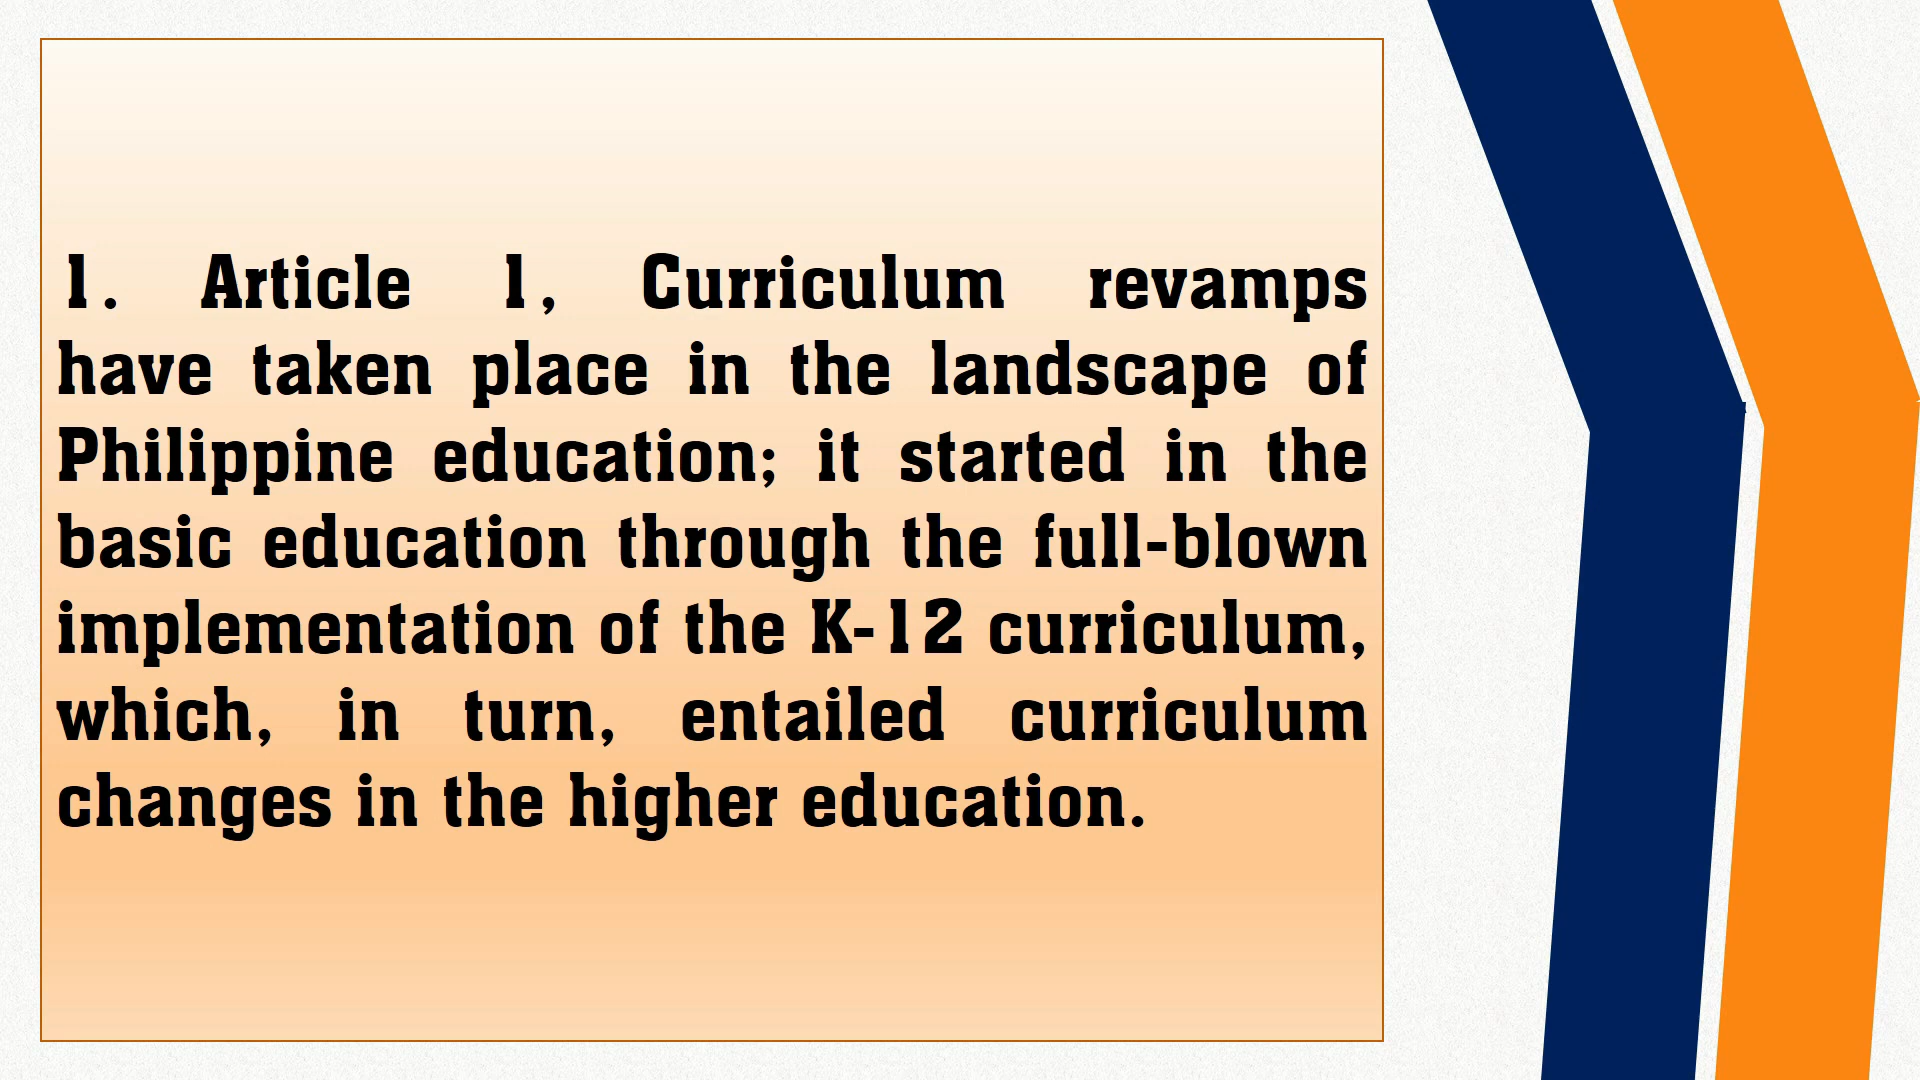 1. Article 1, Curriculum revamps
have taken place in the landscape of
Philippine education; it started in the
basic education through the full-blown
implementation of the K-12 curriculum,
which, in turn, entailed curriculum
changes in the higher education.